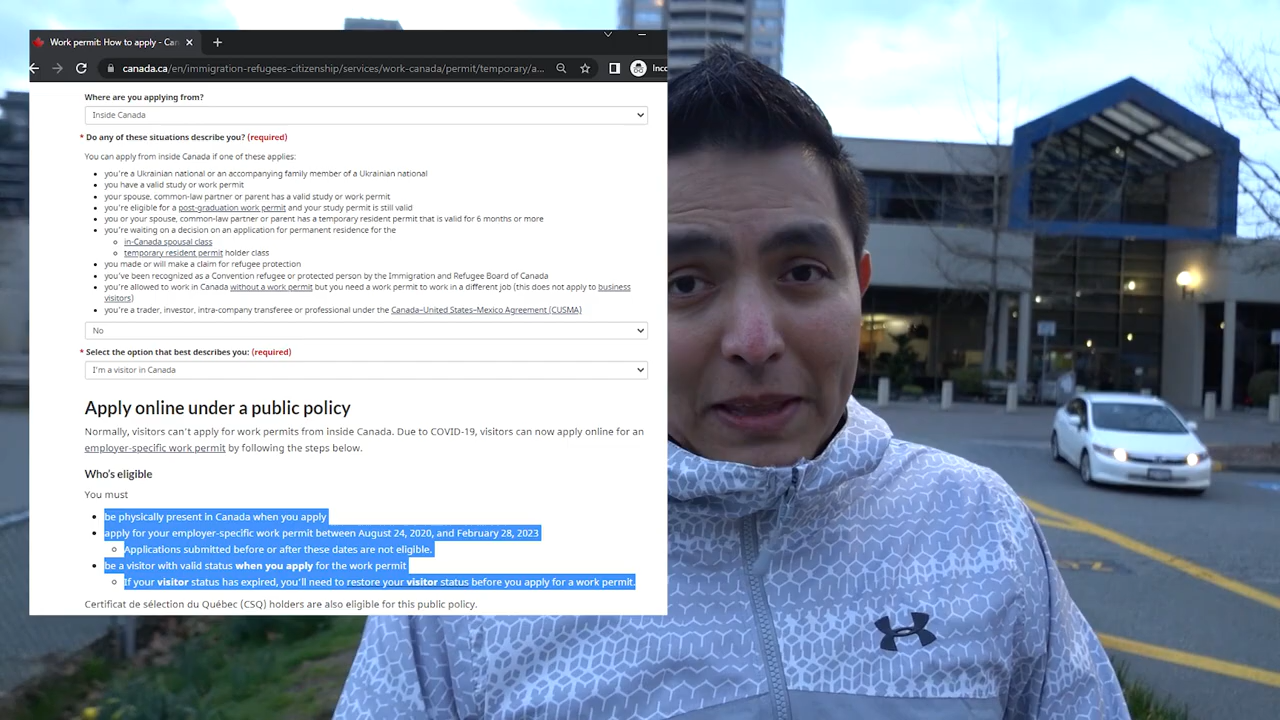 Work permit: How to apply - Can
canada.ca/en/immigration-refugees-citizenship/services/work-canada/permit/temporary/a...
Inco
Where are you applying from?
Inside Canada
* Do any of these situations describe you? (required)
You can apply from inside Canada if one of these applies:
you're a Ukrainian national or an accompanying family member of a Ukrainian national
you have a valid study or work permit
your spouse, common-law partner or parent has a valid study or work permit
you're eligible for a post-graduation work permit and your study permit is still valid
you or your spouse, common-law partner or parent has a temporary resident permit that is valid for 6 months or more
you're waiting on a decision on an application for permanent residence for the
in-Canada spousal class
temporary resident permit holder class
you made or will make a claim for refugee protection
you've been recognized as a Convention refugee or protected person by the Immigration and Refugee Board of Canada
you're allowed to work in Canada without a work permit but you need a work permit to work in a different job (this does not apply to business
visitors)
you're a trader, investor, intra-company transferee or professional under the Canada–United States–Mexico Agreement (CUSMA)
No
* Select the option that best describes you: (required)
I'm a visitor in Canada
Apply online under a public policy
Normally, visitors can't apply for work permits from inside Canada. Due to COVID-19, visitors can now apply online for an
employer-specific work permit by following the steps below.
Who's eligible
You must
be physically present in Canada when you apply
apply for your employer-specific work permit between August 24, 2020, and February 28, 2023
Applications submitted before or after these dates are not eligible.
be a visitor with valid status when you apply for the work permit
If your visitor status has expired, you'll need to restore your visitor status before you apply for a work permit.
Certificat de sélection du Québec (CSQ) holders are also eligible for this public policy.